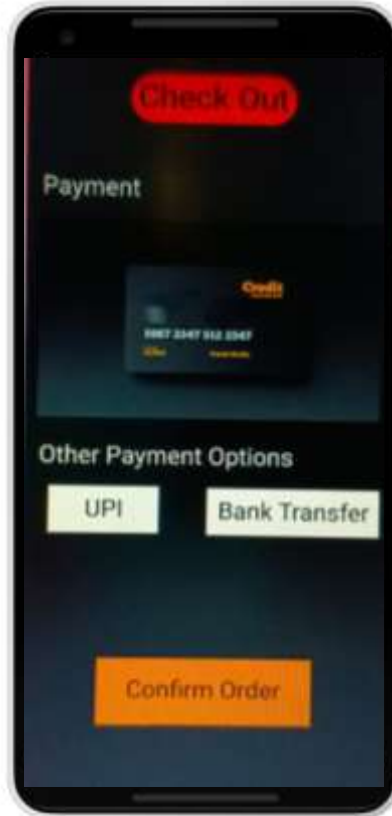 Check Out
Payment
Credit
Other Payment Options
UPI
Bank Transfer
Confirm Order